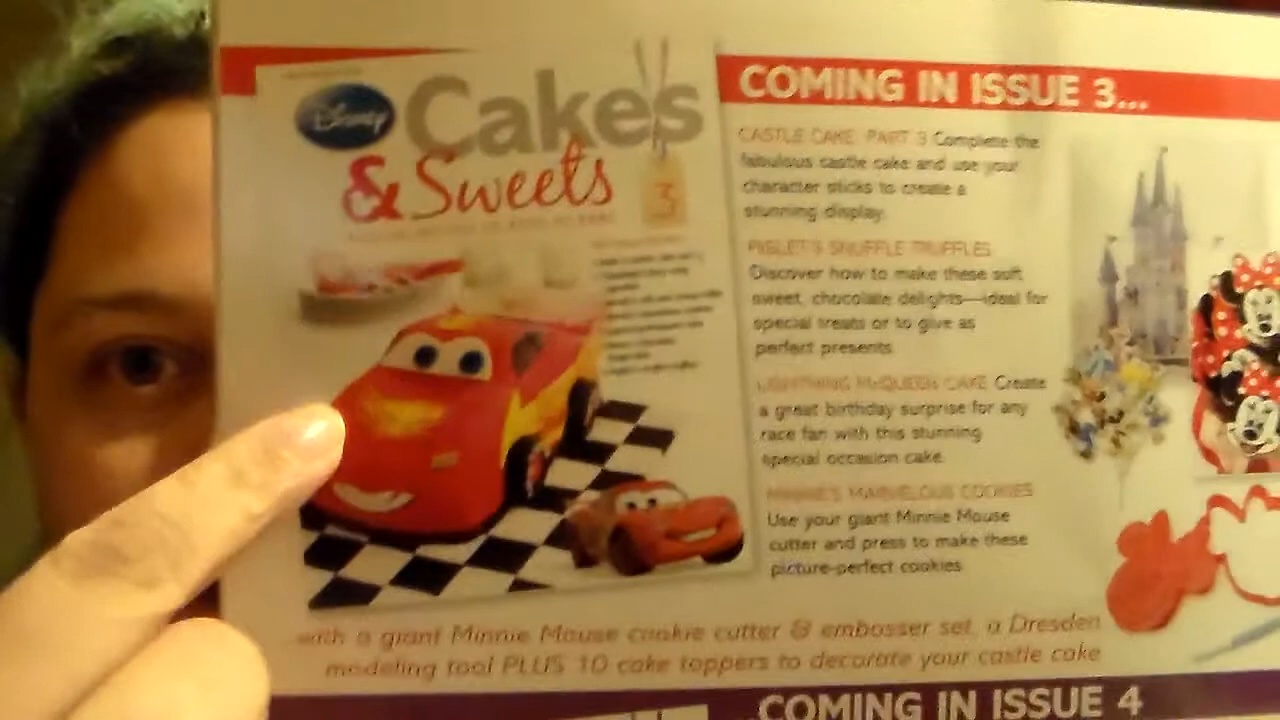 Disney Cakes
& Sweets
3
COMING IN ISSUE 3...
CASTLE CAKE: PART 3 Complete the
fabulous castle cake and use your
character sticks to create a
stunning display.
PIGLET'S SNUFFLE TRUFFLES
Discover how to make these soft,
sweet, chocolate delights—ideal for
special treats or to give as
perfect presents.
LIGHTNING McQUEEN CAKE Create
a great birthday surprise for any
race fan with this stunning
special occasion cake.
MINNIE'S MARVELOUS COOKIES
Use your giant Minnie Mouse
cutter and press to make these
picture-perfect cookies.
...with a giant Minnie Mouse cookie cutter & embosser set, a Dresden
modeling tool PLUS 10 cake toppers to decorate your castle cake
COMING IN ISSUE 4